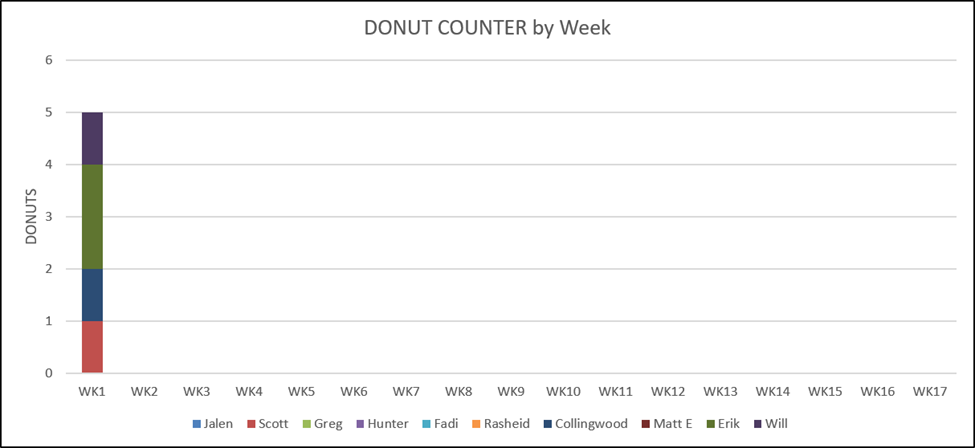 DONUT COUNTER by Week
6
5
4
3
2
1
0
DONUTS
WK1 WK2 WK3 WK4 WK5 WK6 WK7 WK8 WK9 WK10 WK11 WK12 WK13 WK14 WK15 WK16 WK17
Jalen Scott Greg Hunter Fadi Rasheid Collingwood Matt E Erik Will